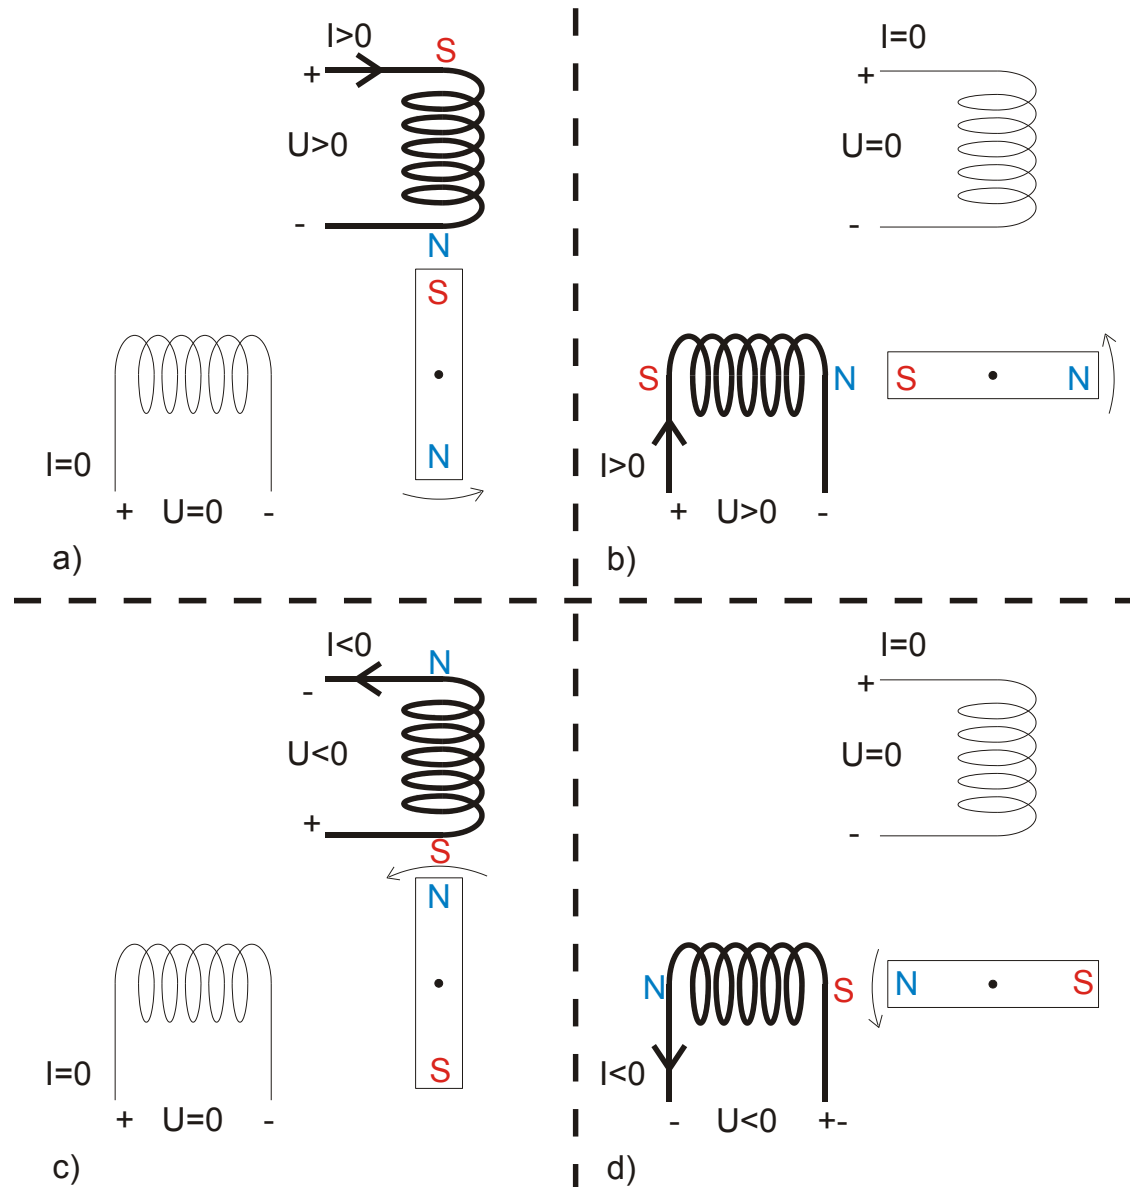 I>0
S
+
U>0
-
N
S
N
I=0
+ U=0 -
a)
I=0
+
U=0
-
S N S N
I>0
+ U>0 -
b)
I<0
N
-
U<0
+
S
N
S
I=0
+ U=0 -
c)
I=0
+
U=0
-
N S N S
I<0
- U<0 +-
d)